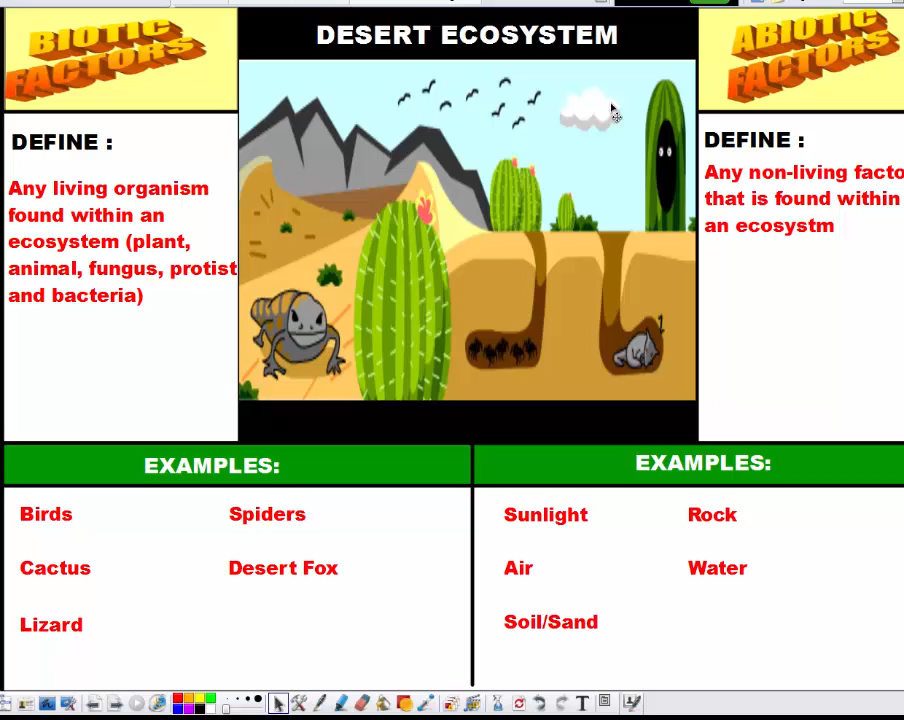 BIOTIC
FACTORS
DESERT ECOSYSTEM
ABIOTIC
FACTORS
DEFINE :
Any living organism
found within an
ecosystem (plant,
animal, fungus, protist
and bacteria)
DEFINE :
Any non-living facto
that is found within
an ecosystm
z
EXAMPLES:
Birds
Spiders
Cactus
Desert Fox
Lizard
EXAMPLES:
Sunlight
Rock
Air
Water
Soil/Sand
T